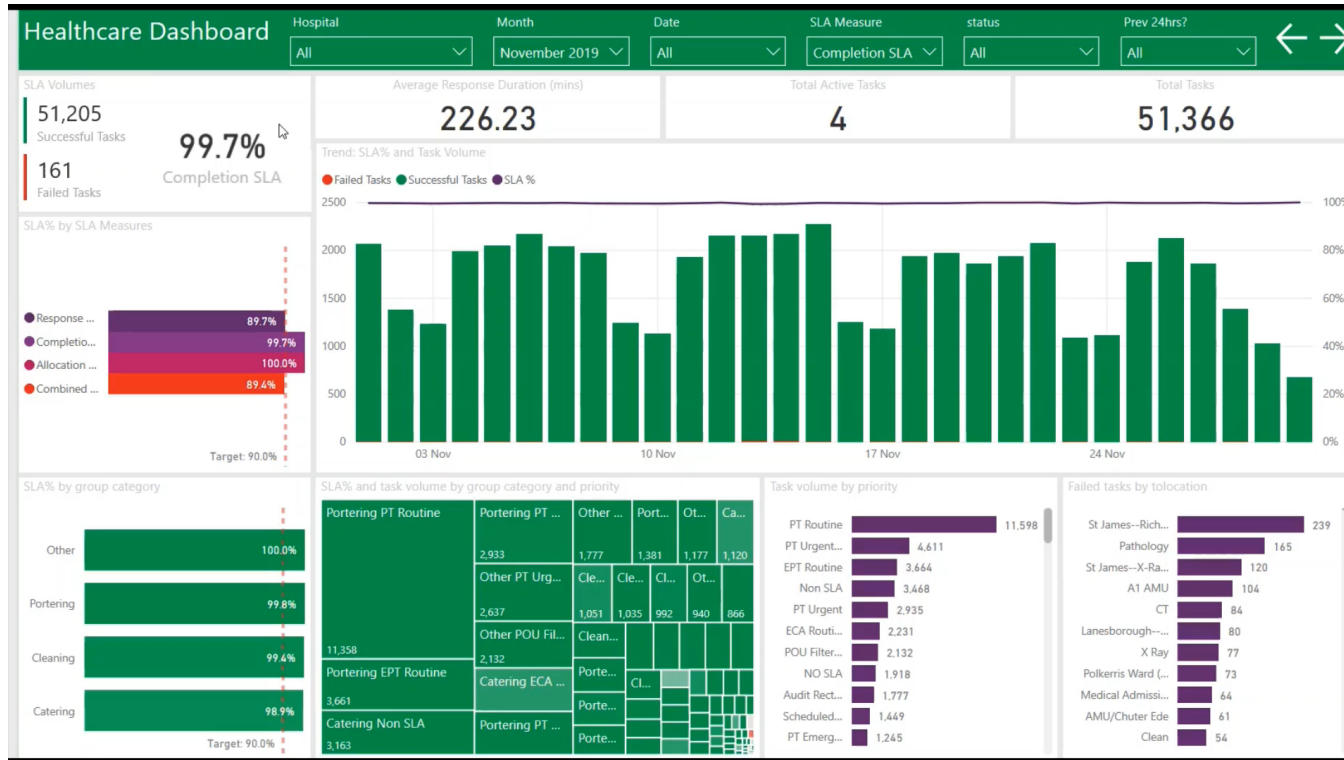 Healthcare Dashboard
Hospital
All
Month
November 2019
Date
All
SLA Measure
Completion SLA
status
All
Prev 24hrs?
All
SLA Volumes
51,205
Successful Tasks
161
Failed Tasks
99.7%
Completion SLA
Average Response Duration (mins)
226.23
Total Active Tasks
4
Total Tasks
51,366
SLA% by SLA Measures
Response ... 89.7%
Completio... 99.7%
Allocation ... 100.0%
Combined ... 89.4%
Target: 90.0%
Trend: SLA% and Task Volume
Failed Tasks Successful Tasks SLA %
2500 100%
2000 80%
1500 60%
1000 40%
500 20%
0 0%
03 Nov 10 Nov 17 Nov 24 Nov
SLA% by group category
Other 100.0%
Portering 99.8%
Cleaning 99.4%
Catering 98.9%
Target: 90.0%
SLA% and task volume by group category and priority
Portering PT Routine
11,358
Portering EPT Routine
3,661
Catering Non SLA
3,163
Portering PT ...
2,933
Other PT Urg...
2,637
Other POU Fil...
2,132
Catering ECA ...
Portering PT ...
Other ...
1,777
Port...
1,381
Ot...
1,177
Ca...
1,120
Cle...
1,051
Cle...
1,035
Cl...
992
Ot...
940
866
Clean...
Porte...
Porte...
Porte...
Cl...
Task volume by priority
PT Routine 11,598
PT Urgent... 4,611
EPT Routine 3,664
Non SLA 3,468
PT Urgent 2,935
ECA Routi... 2,231
POU Filter... 2,132
NO SLA 1,918
Audit Rect... 1,777
Scheduled... 1,449
PT Emerg... 1,245
Failed tasks by tolocation
St James--Rich... 239
Pathology 165
St James--X-Ra... 120
A1 AMU 104
CT 84
Lanesborough--... 80
X Ray 77
Polkerris Ward (... 73
Medical Admissi... 64
AMU/Chuter Ede 61
Clean 54